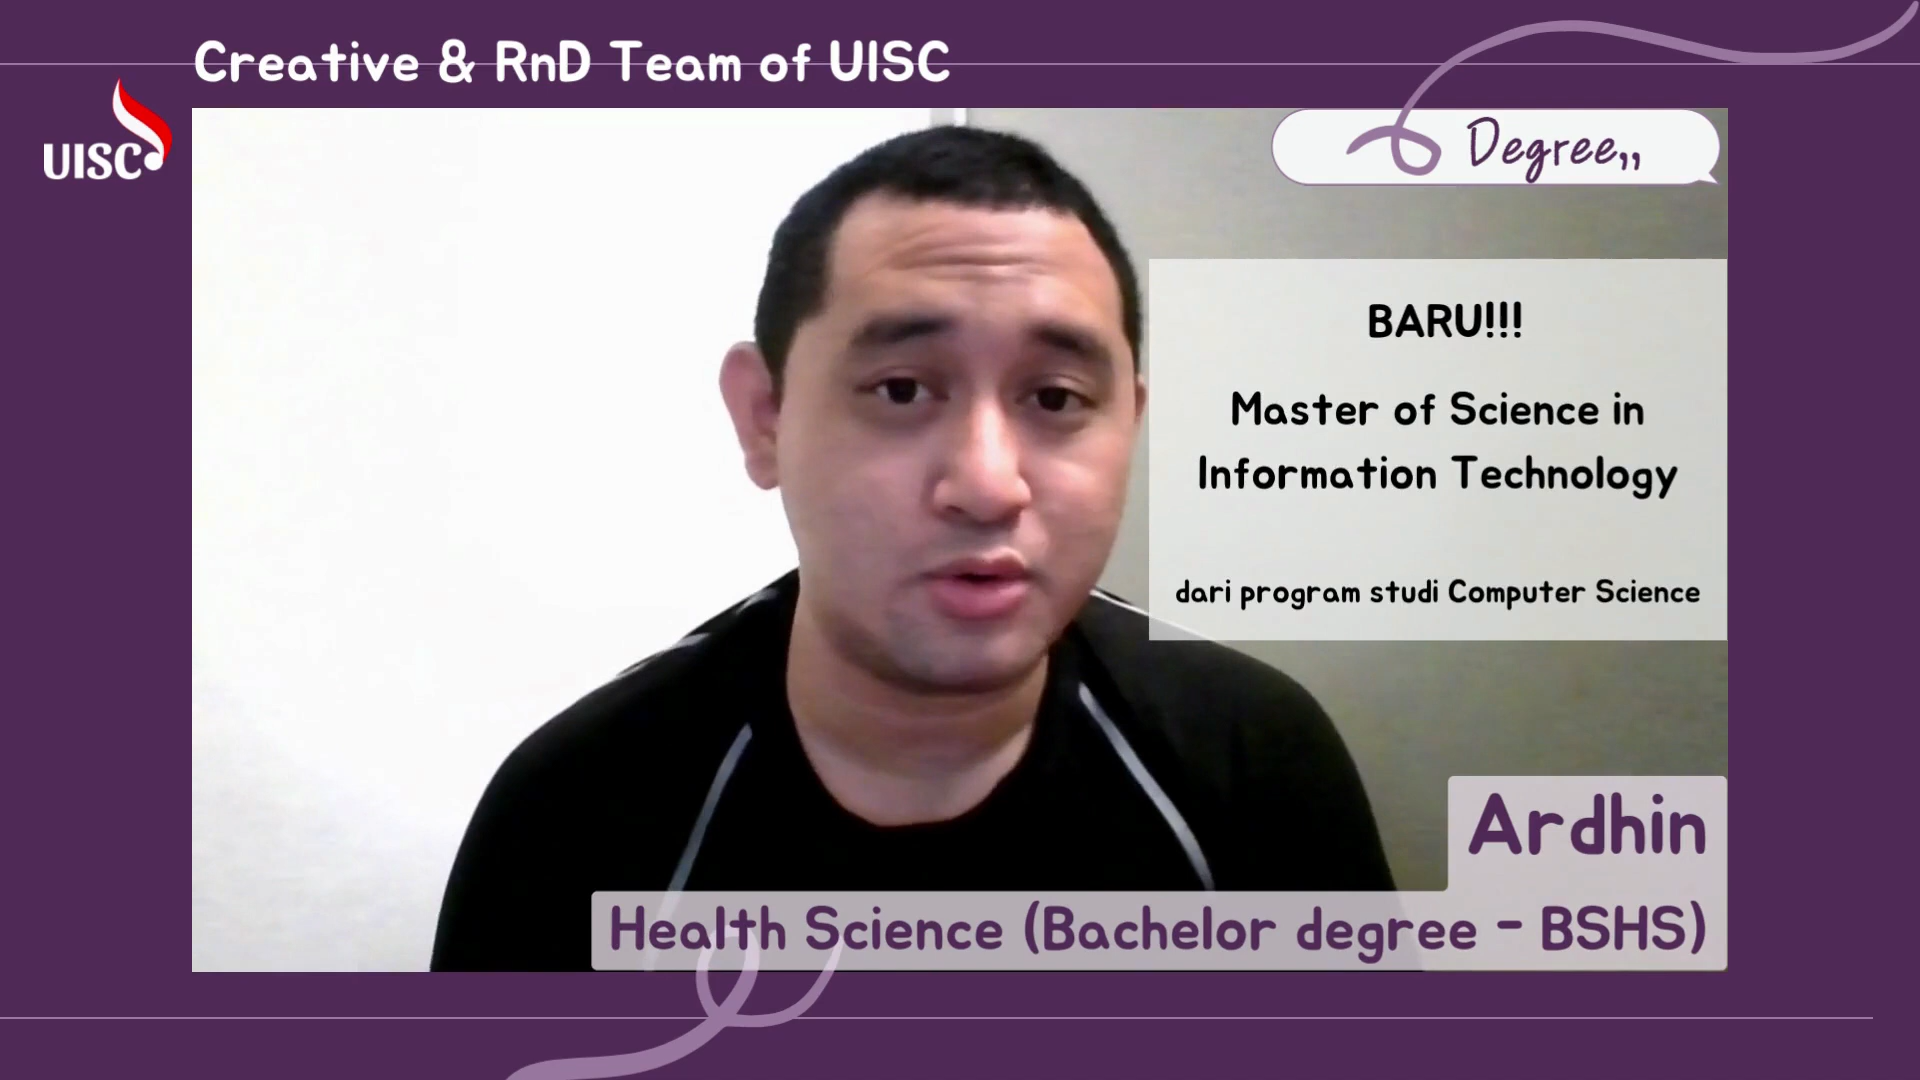 Creative & RnD Team of UISC
UISC
Degree,,
BARU!!!
Master of Science in
Information Technology
dari program studi Computer Science
Ardhin
Health Science (Bachelor degree - BSHS)